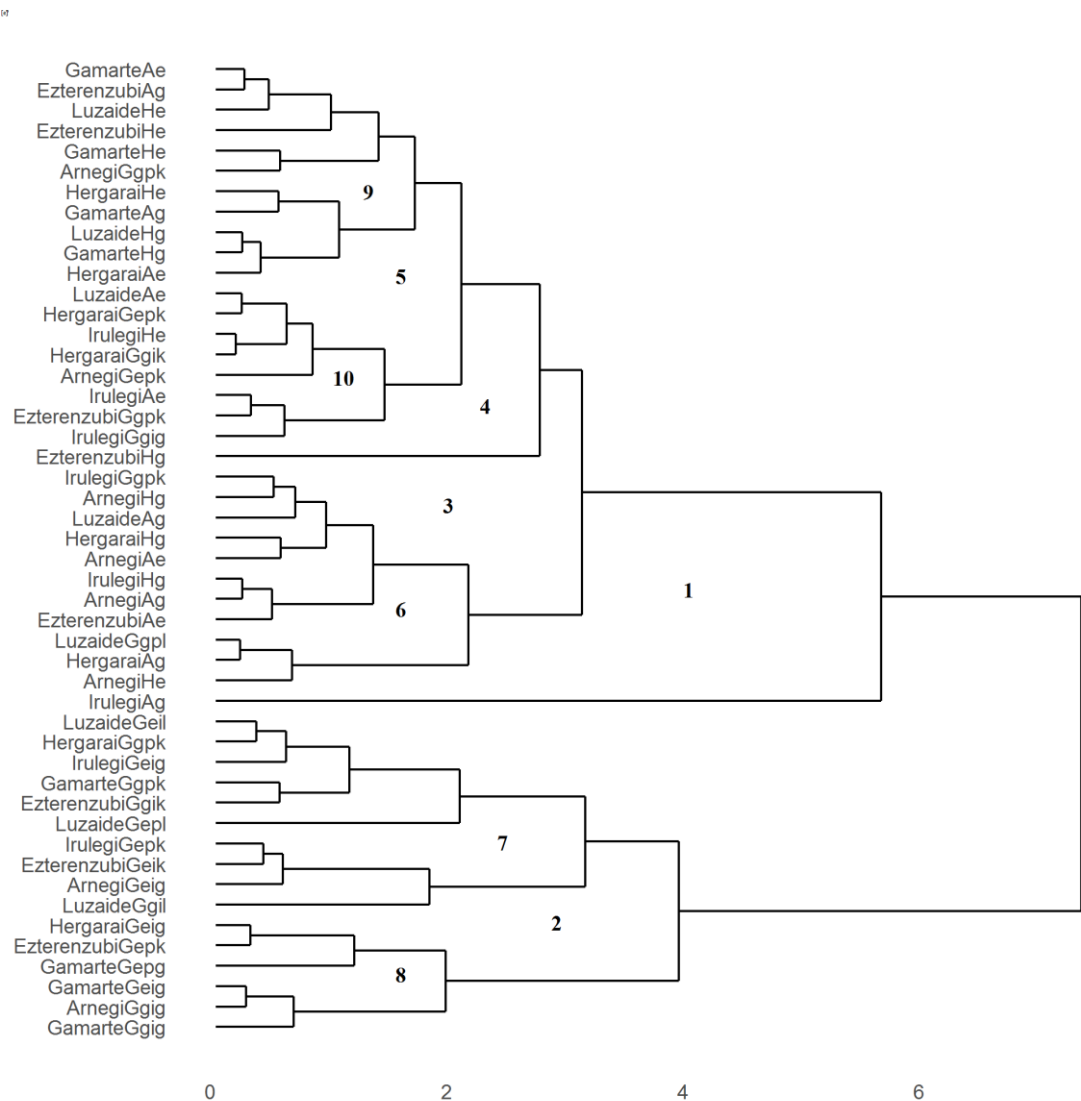 GamarteAe
EzterenzubiAg
LuzaideHe
EzterenzubiHe
GamarteHe
ArnegiGgpk
9
HergaraiHe
GamarteAg
LuzaideHg
GamarteHg
HergaraiAe
5
LuzaideAe
HergaraiGepk
IrulegiHe
HergaraiGgik
ArnegiGepk
10
IrulegiAe
4
EzterenzubiGgpk
IrulegiGgig
EzterenzubiHg
IrulegiGgpk
ArnegiHg
3
LuzaideAg
HergaraiHg
ArnegiAe
IrulegiHg
1
ArnegiAg
6
EzterenzubiAe
LuzaideGgpl
HergaraiAg
ArnegiHe
IrulegiAg
LuzaideGeil
HergaraiGgpk
IrulegiGeig
GamarteGgpk
EzterenzubiGgik
LuzaideGepl
7
IrulegiGepk
EzterenzubiGeik
ArnegiGeig
LuzaideGgil
2
HergaraiGeig
EzterenzubiGepk
GamarteGepg
8
GamarteGeig
ArnegiGgig
GamarteGgig
0 2 4 6